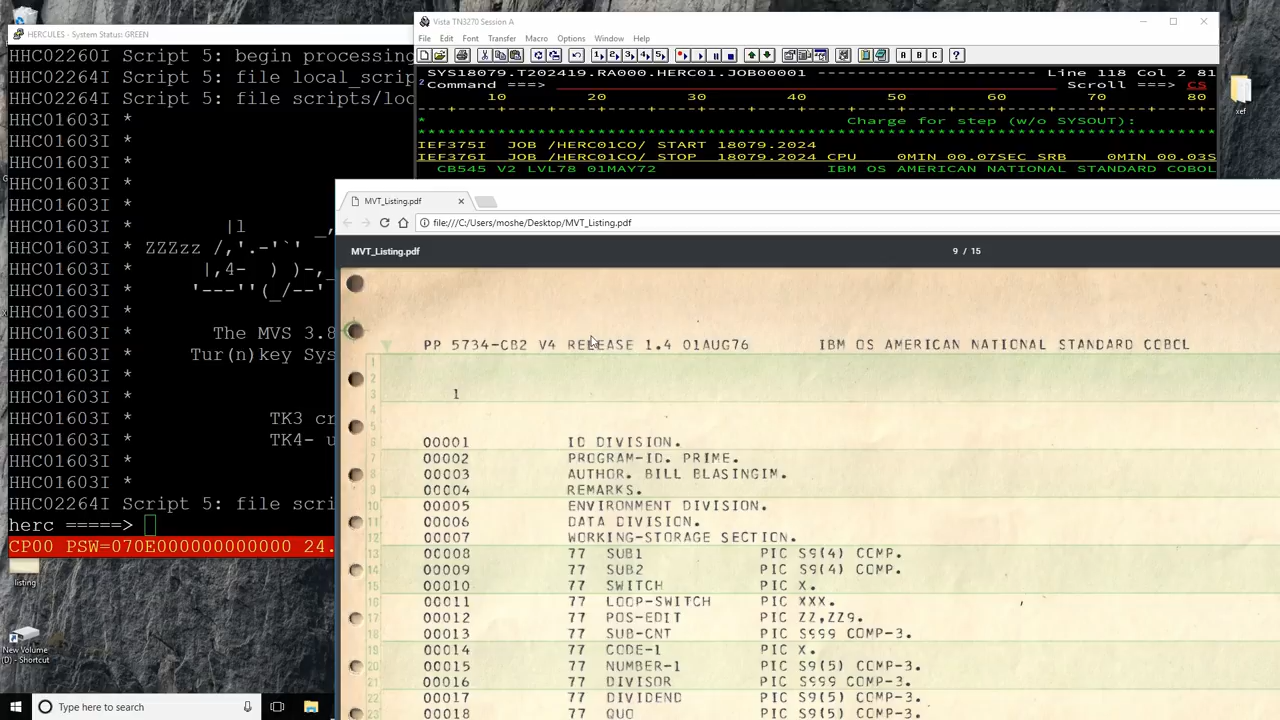 HERCULES - System Status: GREEN
HHC02260I Script 5: begin processing
HHC02264I Script 5: file local_scrip
HHC02264I Script 5: file scripts/loc
HHC01603I *
HHC01603I *
HHC01603I *
HHC01603I *
HHC01603I *
HHC01603I * |l _,
HHC01603I * ZZZzz /,'.-'`'
HHC01603I * |,4- ) )-,_
HHC01603I * '---''(_/--'
HHC01603I *
HHC01603I * The MVS 3.8
HHC01603I * Tur(n)key Sys
HHC01603I *
HHC01603I *
HHC01603I * TK3 cr
HHC01603I * TK4- u
HHC01603I *
HHC01603I *
HHC02264I Script 5: file scri
herc =====>
CP00 PSW=070E000000000000 24.
Vista TN3270 Session A
File Edit Font Transfer Options Window Help
A B C ?
SYS18079.T202419.RA000.HERC01.JOB00001 ------------------------------------ Line 118 Col 2 81
Command ===> Scroll ===> CS
10 20 30 40 50 60 70 80
* Charge for step (w/o SYSOUT):
IEF375I JOB /HERC01CO/ START 18079.2024
IEF376I JOB /HERC01CO/ STOP 18079.2024 CPU 0MIN 00.07SEC SRB 0MIN 00.03S
CB545 V2 LVL78 01MAY72 IBM OS AMERICAN NATIONAL STANDARD COBOL
MVT_Listing.pdf
file:///C:/Users/moshe/Desktop/MVT_Listing.pdf
MVT_Listing.pdf 9 / 15
PP 5734-CB2 V4 RELEASE 1.4 01AUG76 IBM OS AMERICAN NATIONAL STANDARD COBOL
1
00001 ID DIVISION.
00002 PROGRAM-ID. PRIME.
00003 AUTHOR. BILL BLASINGIM.
00004 REMARKS.
00005 ENVIRONMENT DIVISION.
00006 DATA DIVISION.
00007 WORKING-STORAGE SECTION.
00008 77 SUB1 PIC S9(4) COMP.
00009 77 SUB2 PIC S9(4) COMP.
00010 77 SWITCH PIC X.
00011 77 LOOP-SWITCH PIC XXX.
00012 77 POS-EDIT PIC ZZ,ZZ9.
00013 77 SUB-CNT PIC S999 COMP-3.
00014 77 CODE-1 PIC X.
00015 77 NUMBER-1 PIC S9(5) COMP-3.
00016 77 DIVISOR PIC S999 COMP-3.
00017 77 DIVIDEND PIC S9(5) COMP-3.
00018 77 QUO PIC S9(5) COMP-3.
xef
listing
New Volume
(D) - Shortcut
Type here to search